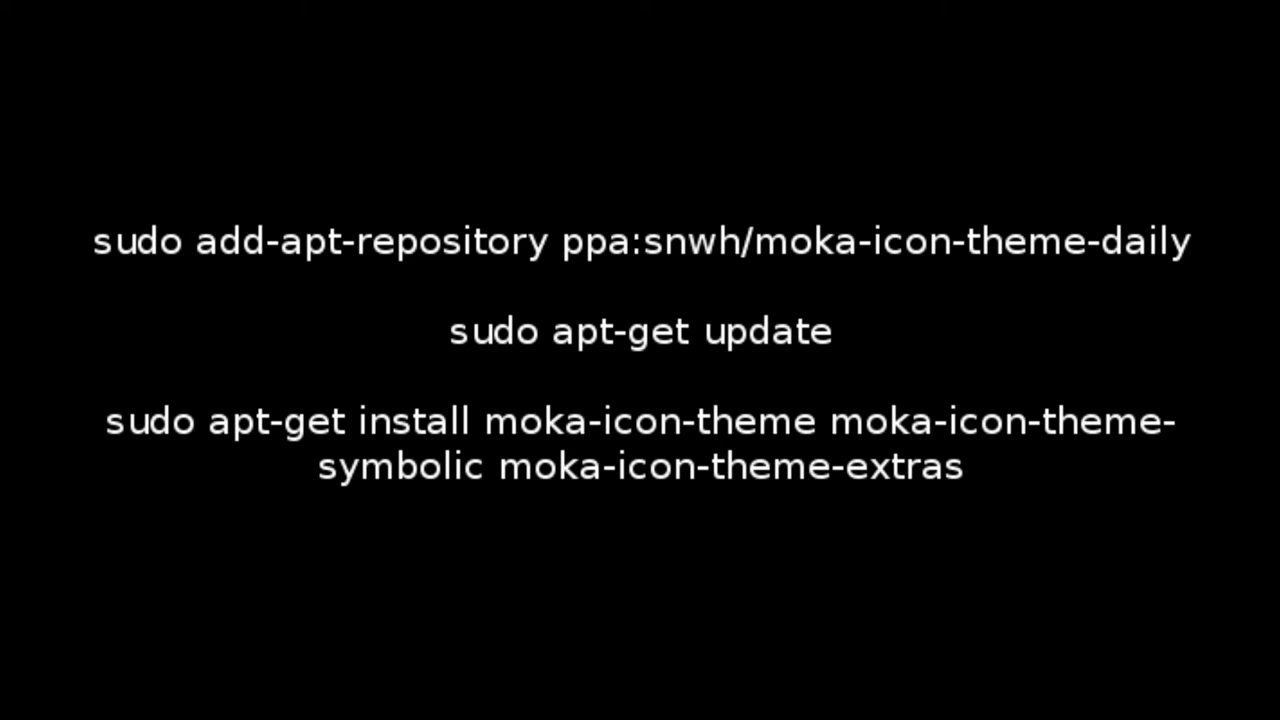 sudo add-apt-repository ppa:snwh/moka-icon-theme-daily
sudo apt-get update
sudo apt-get install moka-icon-theme moka-icon-theme-
symbolic moka-icon-theme-extras